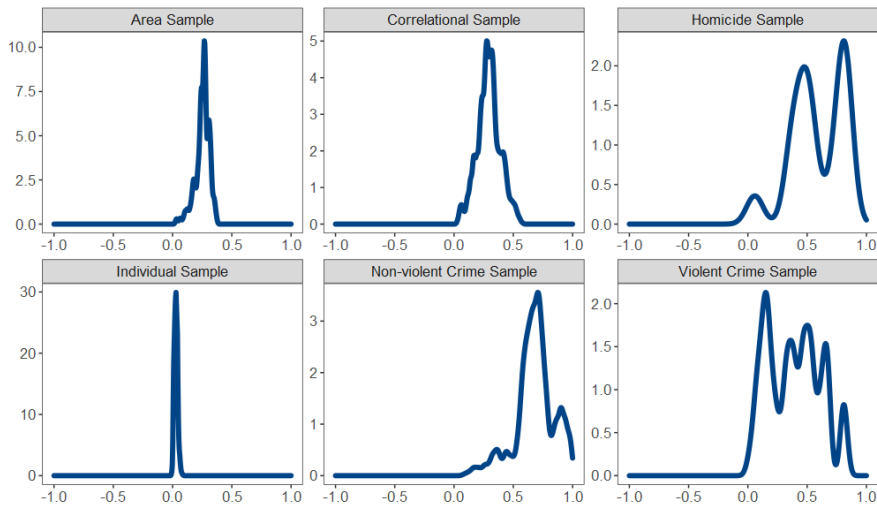 Area Sample
10.0
7.5
5.0
2.5
0.0
-1.0 -0.5 0.0 0.5 1.0
Correlational Sample
5
4
3
2
1
0
-1.0 -0.5 0.0 0.5 1.0
Homicide Sample
2.0
1.5
1.0
0.5
0.0
-1.0 -0.5 0.0 0.5 1.0
Individual Sample
30
20
10
0
-1.0 -0.5 0.0 0.5 1.0
Non-violent Crime Sample
3
2
1
0
-1.0 -0.5 0.0 0.5 1.0
Violent Crime Sample
2.0
1.5
1.0
0.5
0.0
-1.0 -0.5 0.0 0.5 1.0